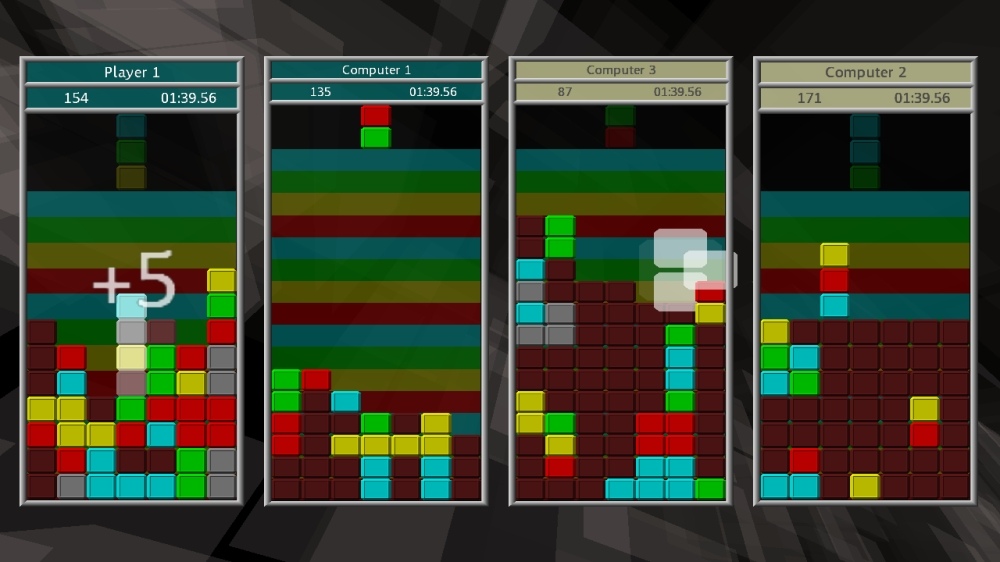 Player 1
154 01:39.56
+5
Computer 1
135 01:39.56
Computer 3
87 01:39.56
Computer 2
171 01:39.56